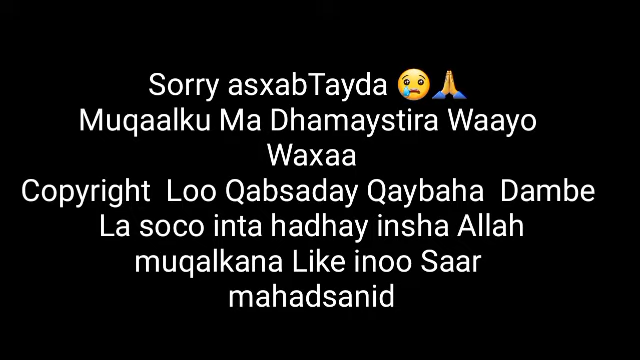 Sorry asxabTayda 😢🙏
Muqaalku Ma Dhamaystira Waayo
Waxaa
Copyright Loo Qabsaday Qaybaha Dambe
La soco inta hadhay insha Allah
muqalkana Like inoo Saar
mahadsanid